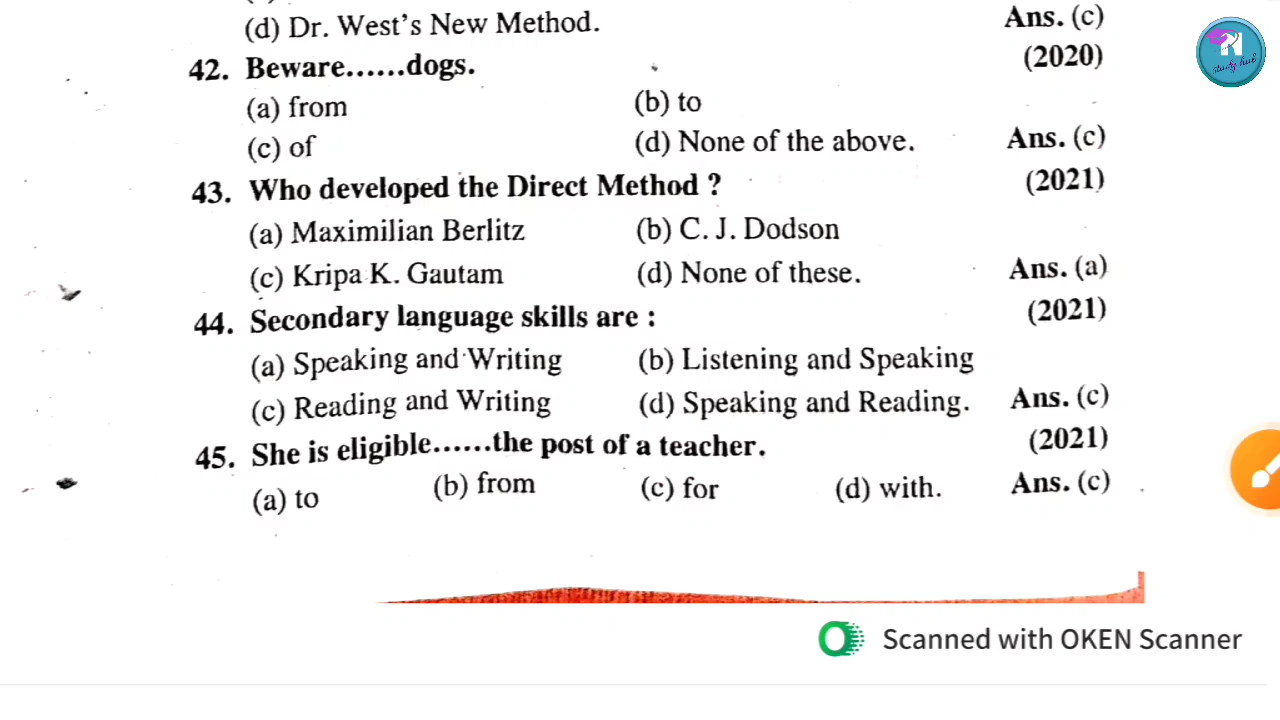 (d) Dr. West's New Method. Ans. (c)
42. Beware......dogs. (2020)
(a) from (b) to
(c) of (d) None of the above. Ans. (c)
43. Who developed the Direct Method ? (2021)
(a) Maximilian Berlitz (b) C. J. Dodson
(c) Kripa K. Gautam (d) None of these. Ans. (a)
44. Secondary language skills are : (2021)
(a) Speaking and Writing (b) Listening and Speaking
(c) Reading and Writing (d) Speaking and Reading. Ans. (c)
45. She is eligible......the post of a teacher. (2021)
(a) to (b) from (c) for (d) with. Ans. (c)
Scanned with OKEN Scanner
N
study hub